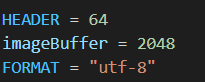 HEADER = 64
imageBuffer = 2048
FORMAT = "utf-8"